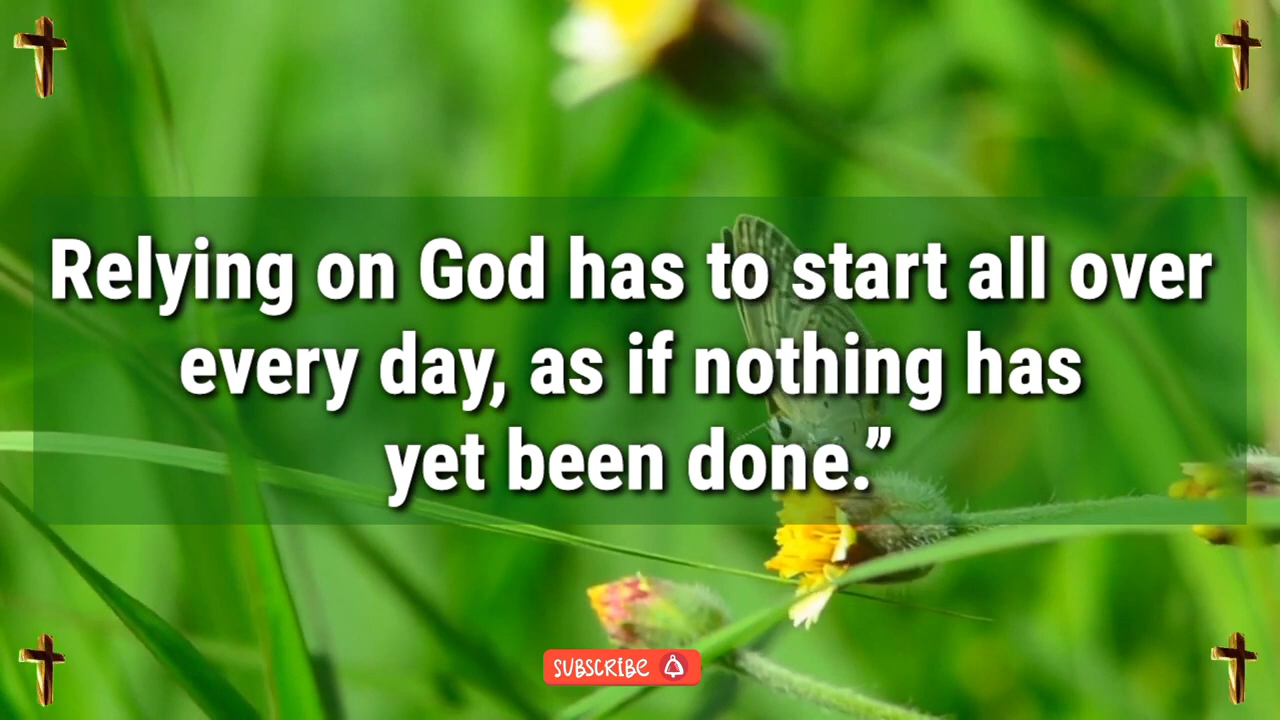 Relying on God has to start all over
every day, as if nothing has
yet been done.”
SUBSCRIBE